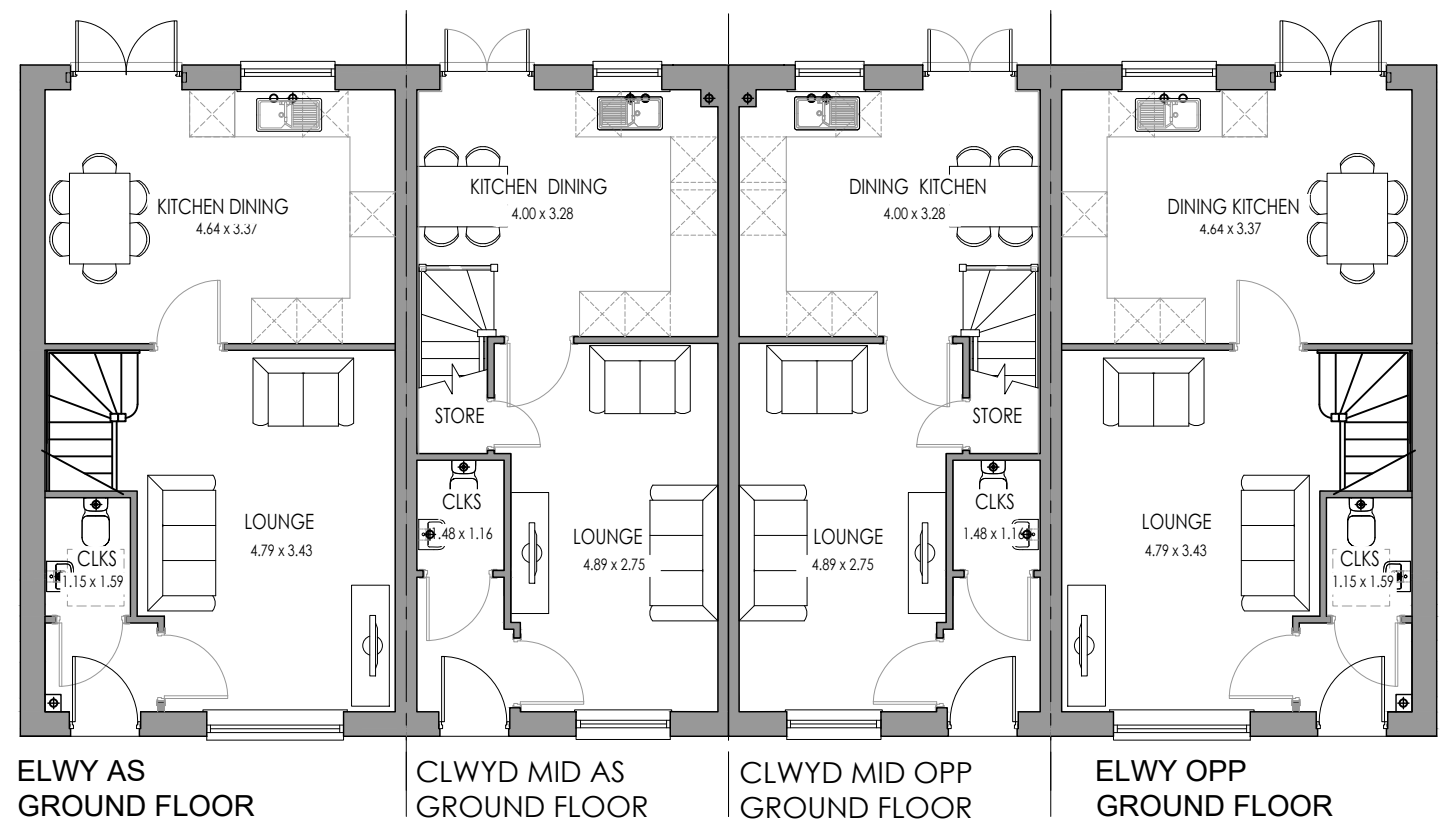 KITCHEN DINING
4.64 x 3.37
LOUNGE
4.79 x 3.43
CLKS
1.15 x 1.59
ELWY AS
GROUND FLOOR
KITCHEN DINING
4.00 x 3.28
STORE
CLKS
1.48 x 1.16
LOUNGE
4.89 x 2.75
CLWYD MID AS
GROUND FLOOR
DINING KITCHEN
4.00 x 3.28
STORE
CLKS
1.48 x 1.16
LOUNGE
4.89 x 2.75
CLWYD MID OPP
GROUND FLOOR
DINING KITCHEN
4.64 x 3.37
LOUNGE
4.79 x 3.43
CLKS
1.15 x 1.59
ELWY OPP
GROUND FLOOR